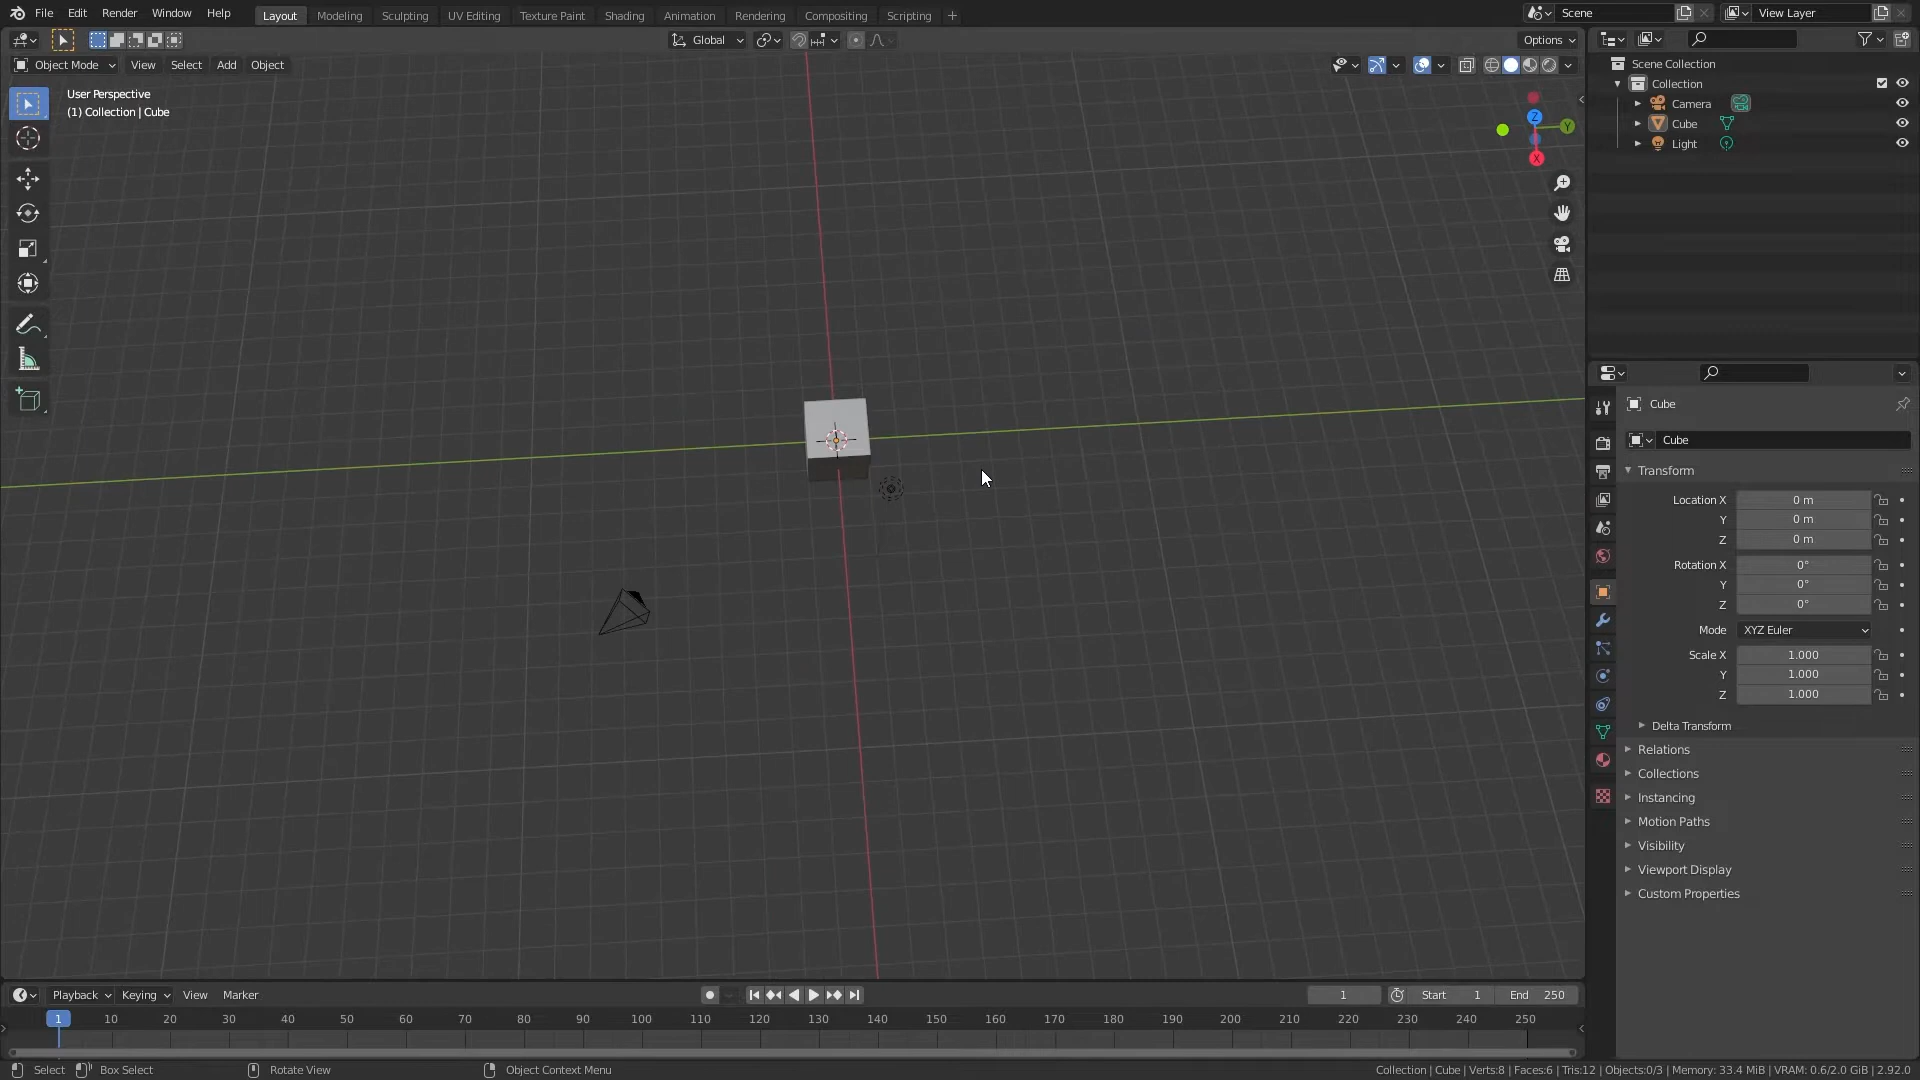 File Edit Render Window Help Layout Modeling Sculpting UV Editing Texture Paint Shading Animation Rendering Compositing Scripting + Scene View Layer
Global Options
Object Mode View Select Add Object
User Perspective
(1) Collection | Cube
Z
Y
X
Scene Collection
Collection
Camera
Cube
Light
Cube
Cube
Transform
Location X 0 m
Y 0 m
Z 0 m
Rotation X 0°
Y 0°
Z 0°
Mode XYZ Euler
Scale X 1.000
Y 1.000
Z 1.000
Delta Transform
Relations
Collections
Instancing
Motion Paths
Visibility
Viewport Display
Custom Properties
Playback Keying View Marker 1 Start 1 End 250
1 10 20 30 40 50 60 70 80 90 100 110 120 130 140 150 160 170 180 190 200 210 220 230 240 250
Select Box Select Rotate View Object Context Menu Collection | Cube | Verts:8 | Faces:6 | Tris:12 | Objects:0/3 | Memory: 33.4 MiB | VRAM: 0.6/2.0 GiB | 2.92.0